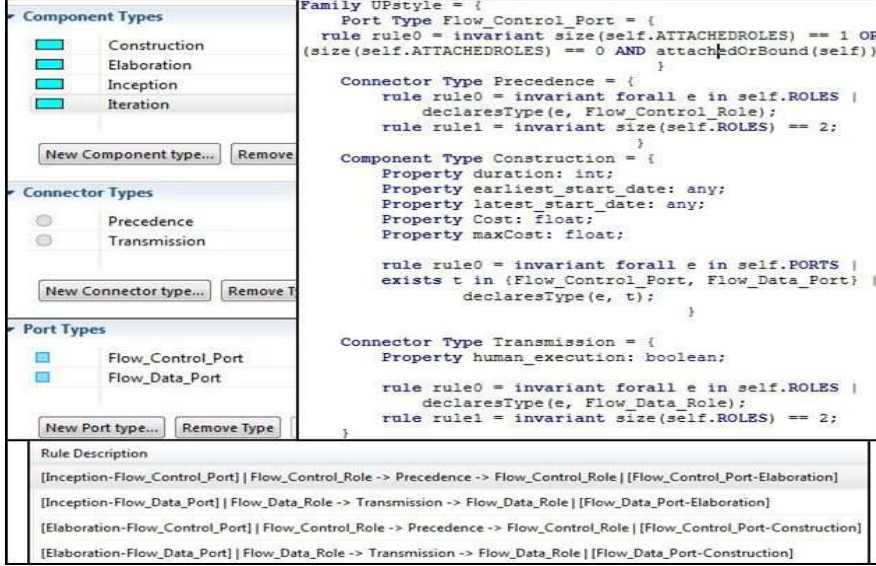 Component Types
Construction
Elaboration
Inception
Iteration
New Component type... Remove
Connector Types
Precedence
Transmission
New Connector type... Remove T
Port Types
Flow_Control_Port
Flow_Data_Port
New Port type... Remove Type
Family UPstyle = {
Port Type Flow_Control_Port = {
rule rule0 = invariant size(self.ATTACHEDROLES) == 1 OR
(size(self.ATTACHEDROLES) == 0 AND attachedOrBound(self))
}
Connector Type Precedence = {
rule rule0 = invariant forall e in self.ROLES |
declaresType(e, Flow_Control_Role);
rule rule1 = invariant size(self.ROLES) == 2;
}
Component Type Construction = {
Property duration: int;
Property earliest_start_date: any;
Property latest_start_date: any;
Property Cost: float;
Property maxCost: float;
rule rule0 = invariant forall e in self.PORTS |
exists t in {Flow_Control_Port, Flow_Data_Port} |
declaresType(e, t);
}
Connector Type Transmission = {
Property human_execution: boolean;
rule rule0 = invariant forall e in self.ROLES |
declaresType(e, Flow_Data_Role);
rule rule1 = invariant size(self.ROLES) == 2;
}
Rule Description
[Inception-Flow_Control_Port] | Flow_Control_Role -> Precedence -> Flow_Control_Role | [Flow_Control_Port-Elaboration]
[Inception-Flow_Data_Port] | Flow_Data_Role -> Transmission -> Flow_Data_Role | [Flow_Data_Port-Elaboration]
[Elaboration-Flow_Control_Port] | Flow_Control_Role -> Precedence -> Flow_Control_Role | [Flow_Control_Port-Construction]
[Elaboration-Flow_Data_Port] | Flow_Data_Role -> Transmission -> Flow_Data_Role | [Flow_Data_Port-Construction]